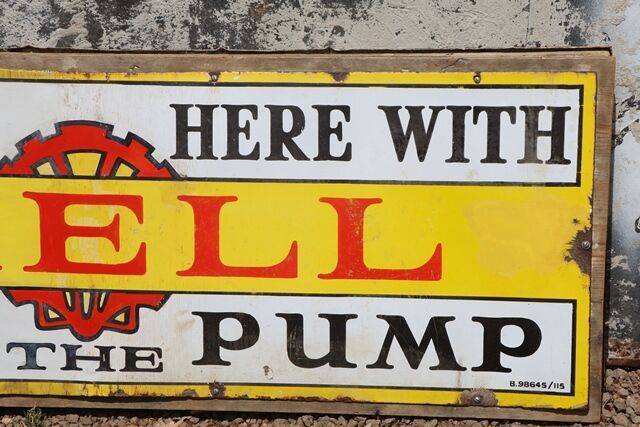 HERE WITH
ELL
THE PUMP
B.98645/115